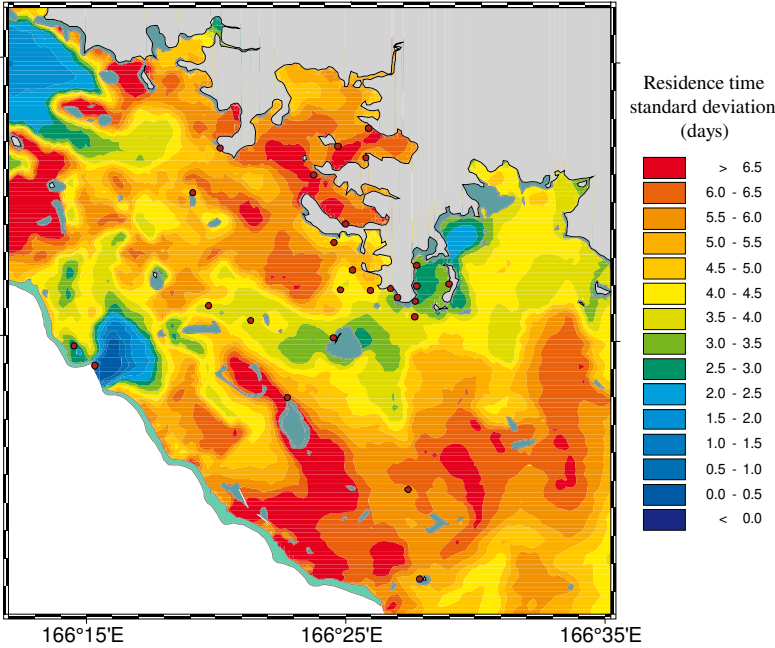 Residence time
standard deviation
(days)
> 6.5
6.0 - 6.5
5.5 - 6.0
5.0 - 5.5
4.5 - 5.0
4.0 - 4.5
3.5 - 4.0
3.0 - 3.5
2.5 - 3.0
2.0 - 2.5
1.5 - 2.0
1.0 - 1.5
0.5 - 1.0
0.0 - 0.5
< 0.0
166°15'E 166°25'E 166°35'E